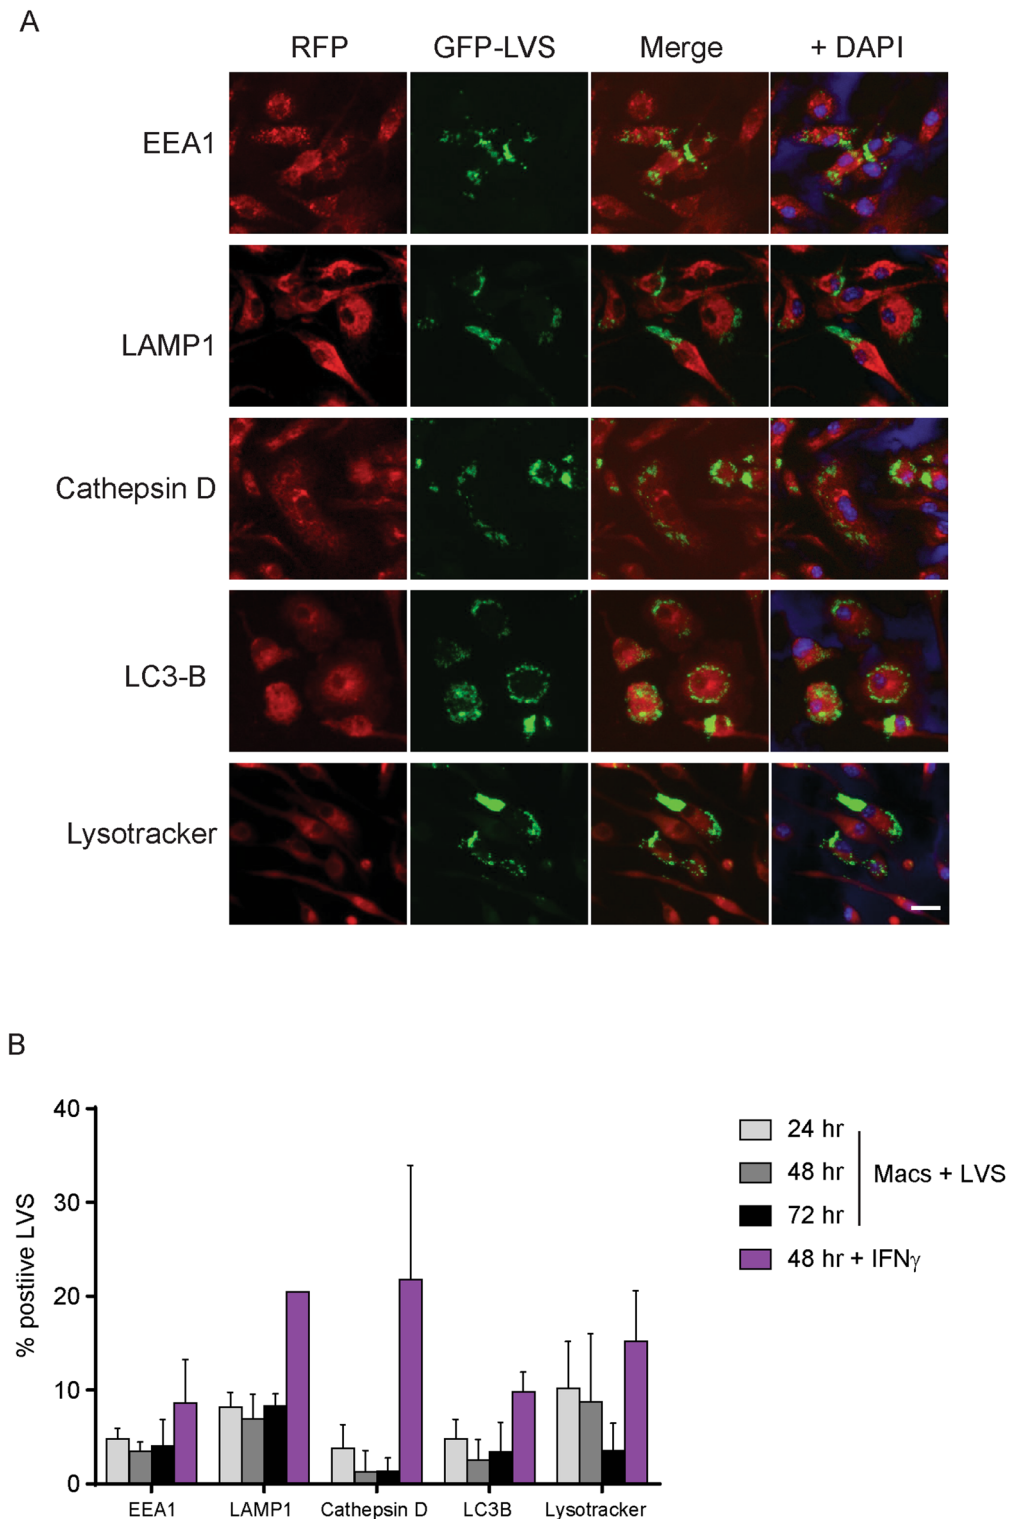 A
RFP GFP-LVS Merge + DAPI
EEA1
LAMP1
Cathepsin D
LC3-B
Lysotracker
B
% postiive LVS
40
30
20
10
0
EEA1 LAMP1 Cathepsin D LC3B Lysotracker
24 hr
48 hr
72 hr
Macs + LVS
48 hr + IFNγ